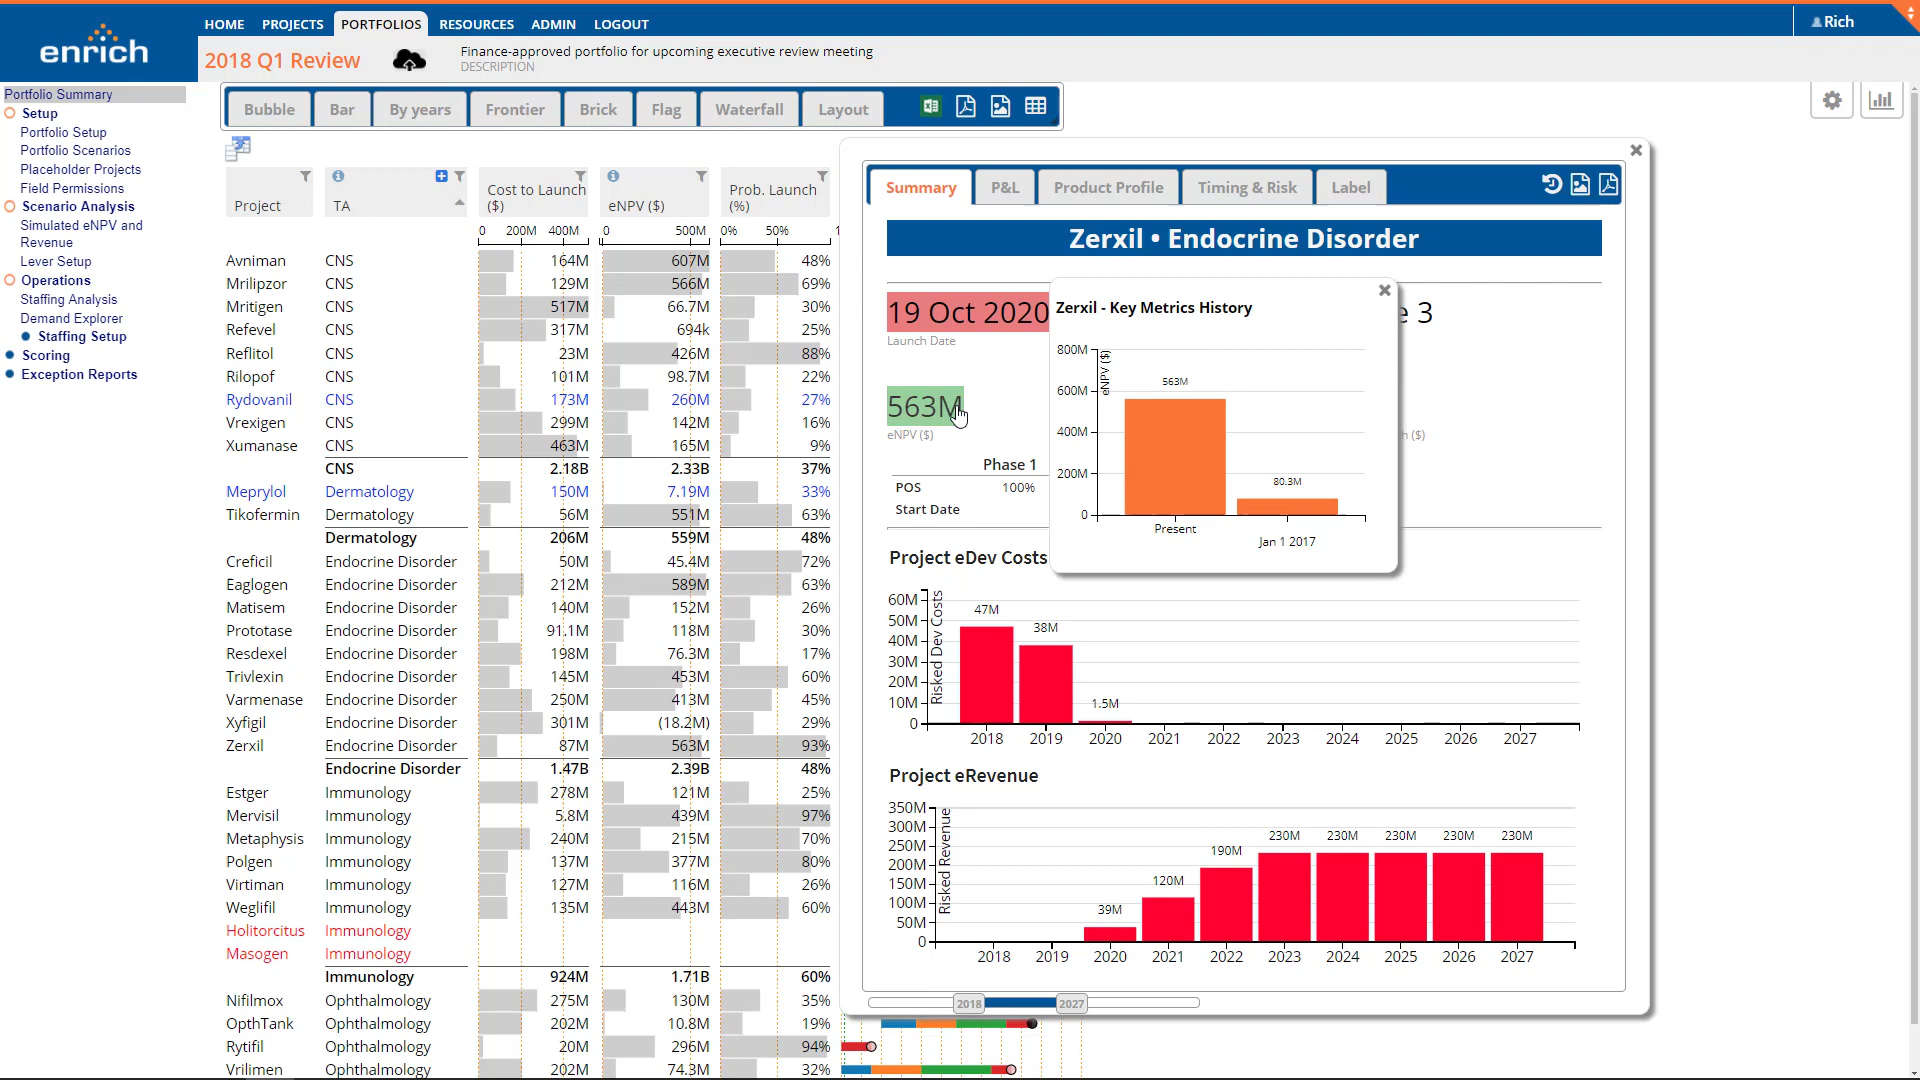 HOME PROJECTS PORTFOLIOS RESOURCES ADMIN LOGOUT
Rich
enrich
2018 Q1 Review
Finance-approved portfolio for upcoming executive review meeting
DESCRIPTION
Portfolio Summary
Setup
Portfolio Setup
Portfolio Scenarios
Placeholder Projects
Field Permissions
Scenario Analysis
Simulated eNPV and
Revenue
Lever Setup
Operations
Staffing Analysis
Demand Explorer
Staffing Setup
Scoring
Exception Reports
Bubble Bar By years Frontier Brick Flag Waterfall Layout
Project TA Cost to Launch ($) eNPV ($) Prob. Launch (%)
0 200M 400M 0 500M 0% 50% 1
Avniman CNS 164M 607M 48%
Mrilipzor CNS 129M 566M 69%
Mritigen CNS 517M 66.7M 30%
Refevel CNS 317M 694k 25%
Reflitol CNS 23M 426M 88%
Rilopof CNS 101M 98.7M 22%
Rydovanil CNS 173M 260M 27%
Vrexigen CNS 299M 142M 16%
Xumanase CNS 463M 165M 9%
CNS 2.18B 2.33B 37%
Meprylol Dermatology 150M 7.19M 33%
Tikofermin Dermatology 56M 551M 63%
Dermatology 206M 559M 48%
Creficil Endocrine Disorder 50M 45.4M 72%
Eaglogen Endocrine Disorder 212M 589M 63%
Matisem Endocrine Disorder 140M 152M 26%
Prototase Endocrine Disorder 91.1M 118M 30%
Resdexel Endocrine Disorder 198M 76.3M 17%
Trivlexin Endocrine Disorder 145M 453M 60%
Varmenase Endocrine Disorder 250M 413M 45%
Xyfigil Endocrine Disorder 301M (18.2M) 29%
Zerxil Endocrine Disorder 87M 563M 93%
Endocrine Disorder 1.47B 2.39B 48%
Estger Immunology 278M 121M 25%
Mervisil Immunology 5.8M 439M 97%
Metaphysis Immunology 240M 215M 70%
Polgen Immunology 137M 377M 80%
Virtiman Immunology 127M 116M 26%
Weglifil Immunology 135M 443M 60%
Holitorcitus Immunology
Masogen Immunology
Immunology 924M 1.71B 60%
Nifilmox Ophthalmology 275M 130M 35%
OpthTank Ophthalmology 202M 10.8M 19%
Rytifil Ophthalmology 20M 296M 94%
Vrilimen Ophthalmology 202M 74.3M 32%
Summary P&L Product Profile Timing & Risk Label
Zerxil • Endocrine Disorder
19 Oct 2020
Launch Date
e 3
563M
eNPV ($)
h ($)
Phase 1
POS 100%
Start Date
Zerxil - Key Metrics History
eNPV ($)
800M
600M
400M
200M
0
563M
80.3M
Present
Jan 1 2017
Project eDev Costs
Risked Dev Costs
60M
50M
40M
30M
20M
10M
0
47M 38M 1.5M
2018 2019 2020 2021 2022 2023 2024 2025 2026 2027
Project eRevenue
Risked Revenue
350M
300M
250M
200M
150M
100M
50M
0
39M 120M 190M 230M 230M 230M 230M 230M
2018 2019 2020 2021 2022 2023 2024 2025 2026 2027
2018 2027